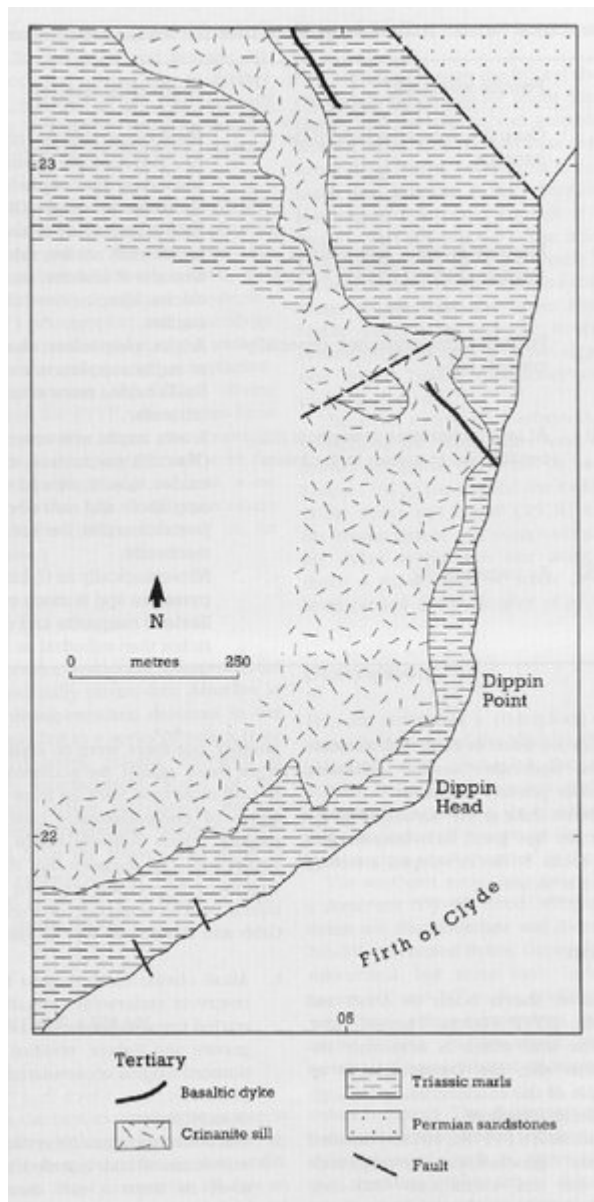 23
N
0
metres
250
Dippin
Point
Dippin
Head
22
Firth of Clyde
05
Tertiary
Basaltic dyke
Crinanite sill
Triassic marls
Permian sandstones
Fault